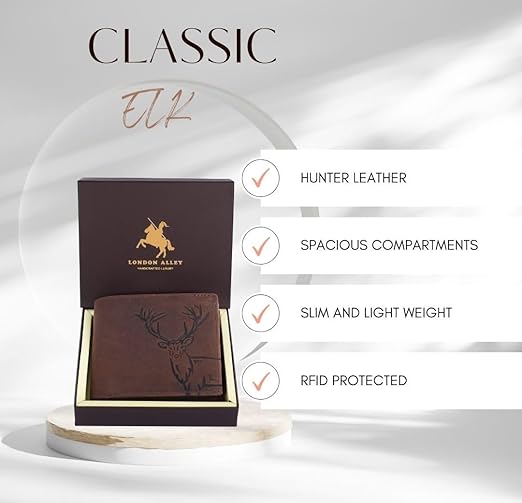 CLASSIC
ELK
HUNTER LEATHER
LONDON ALLEY
HANDCRAFTED LUXURY
SPACIOUS COMPARTMENTS
SLIM AND LIGHT WEIGHT
RFID PROTECTED